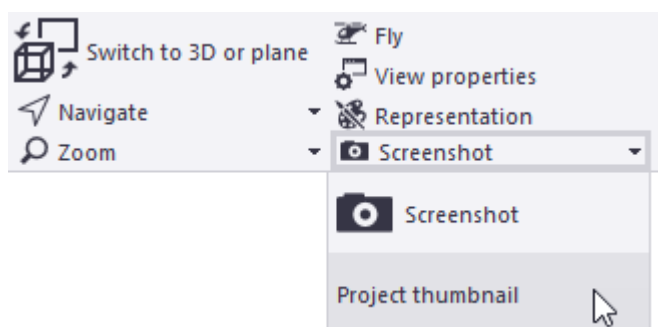 Switch to 3D or plane
Navigate
Zoom
Fly
View properties
Representation
Screenshot
Screenshot
Project thumbnail